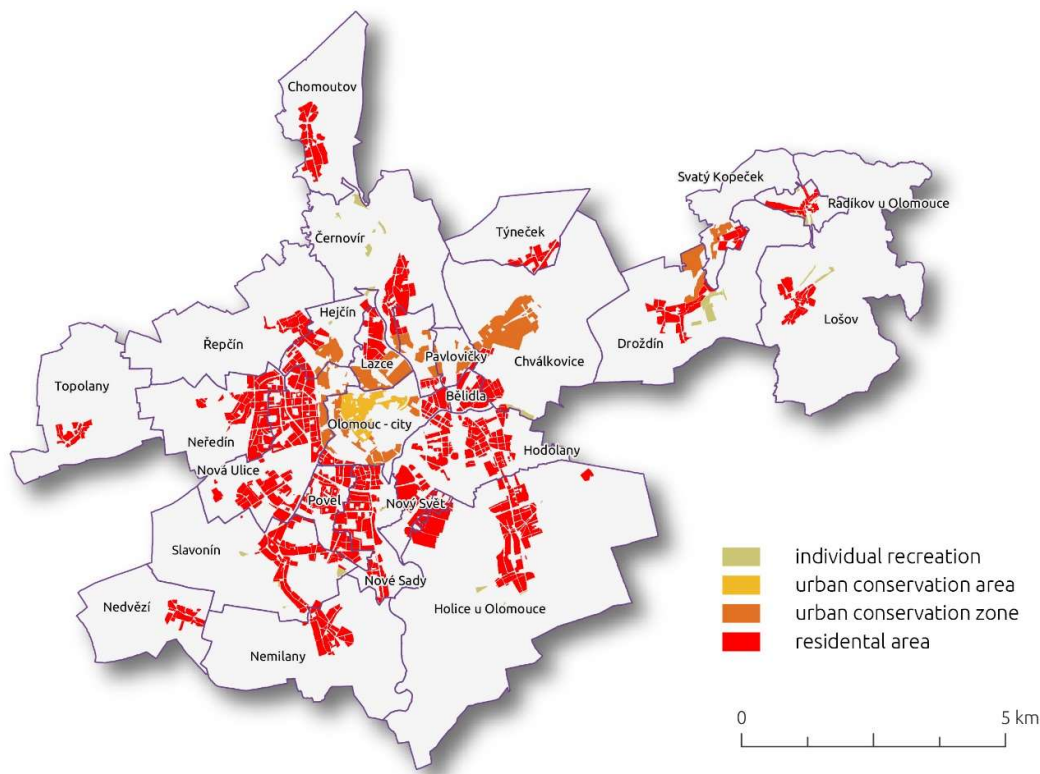 Chomoutov
Svatý Kopeček
Radíkov u Olomouce
Týneček
Černovír
Hejčín
Lošov
Řepčín
Droždín
Pavlovičky
Chválkovice
Lazce
Topolany
Bělidla
Olomouc - city
Neředín
Hodolany
Nová Ulice
Povel
Nový Svět
Slavonín
Nové Sady
Nedvězí
Holice u Olomouce
Nemilany
individual recreation
urban conservation area
urban conservation zone
residental area
0 5 km